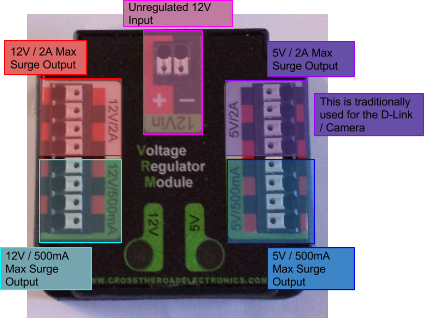 Unregulated 12V
Input
12V / 2A Max
Surge Output
5V / 2A Max
Surge Output
This is traditionally
used for the D-Link
/ Camera
+ −
12Vin
12V/2A
5V/2A
12V/500mA
5V/500mA
Voltage
Regulator
Module
12V
5V
12V / 500mA
Max Surge
Output
5V / 500mA
Max Surge
Output
WWW.CROSSTHEROADELECTRONICS.COM